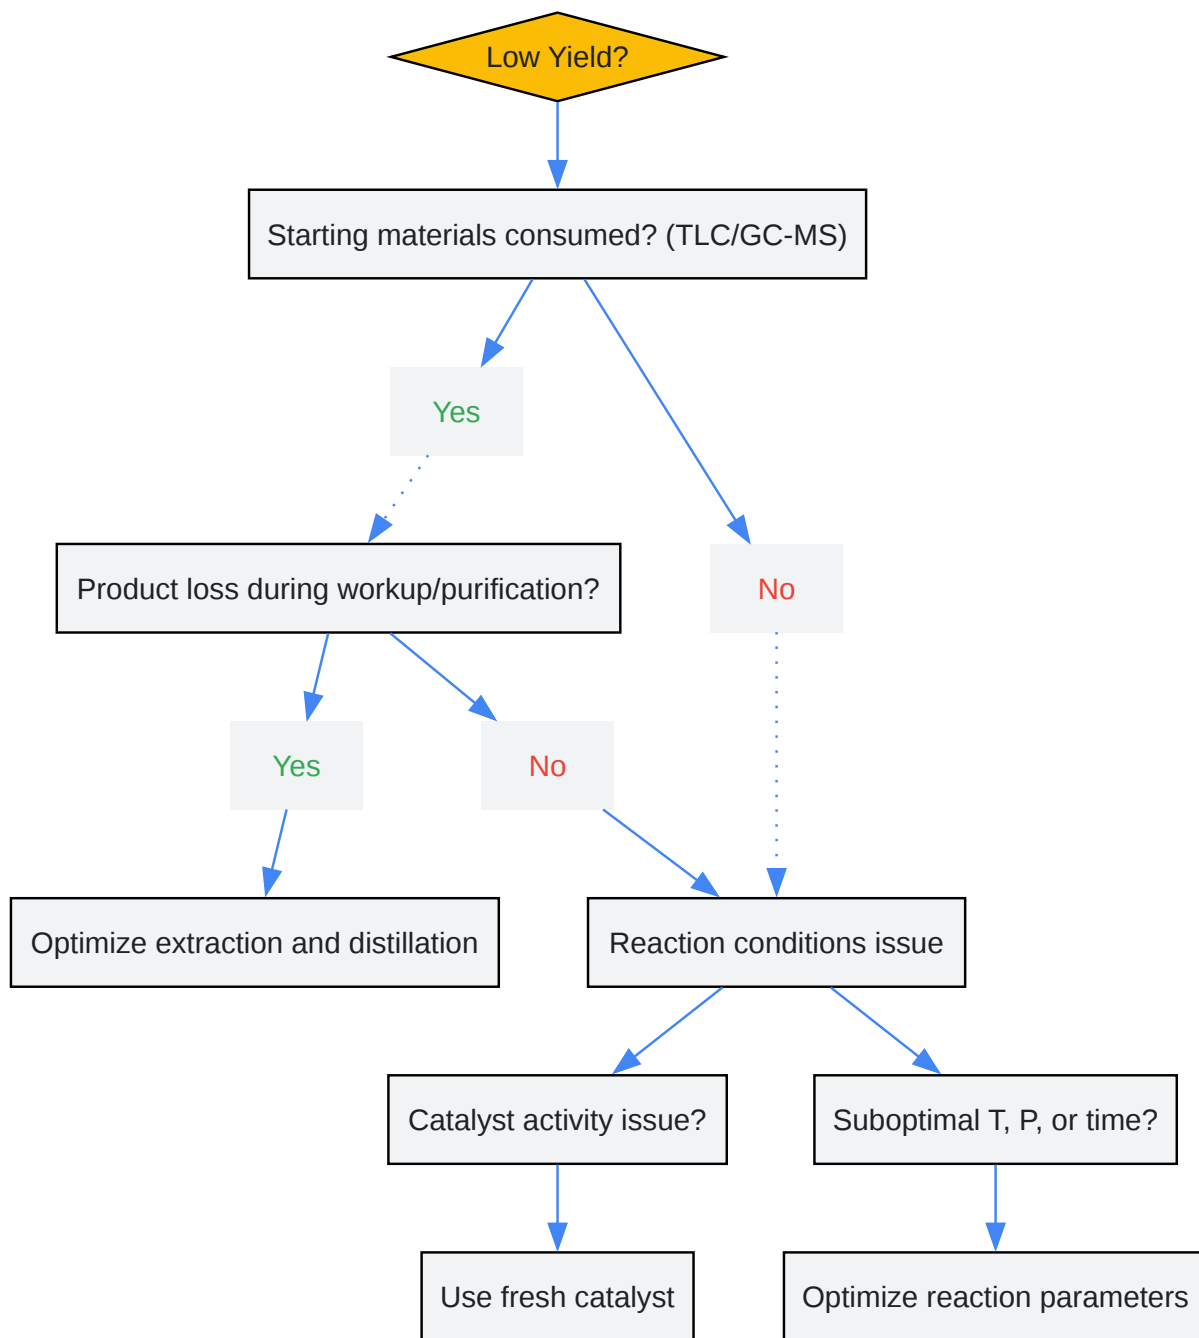 Low Yield?
Starting materials consumed? (TLC/GC-MS)
Yes
Product loss during workup/purification?
No
Yes
No
Optimize extraction and distillation
Reaction conditions issue
Catalyst activity issue?
Suboptimal T, P, or time?
Use fresh catalyst
Optimize reaction parameters